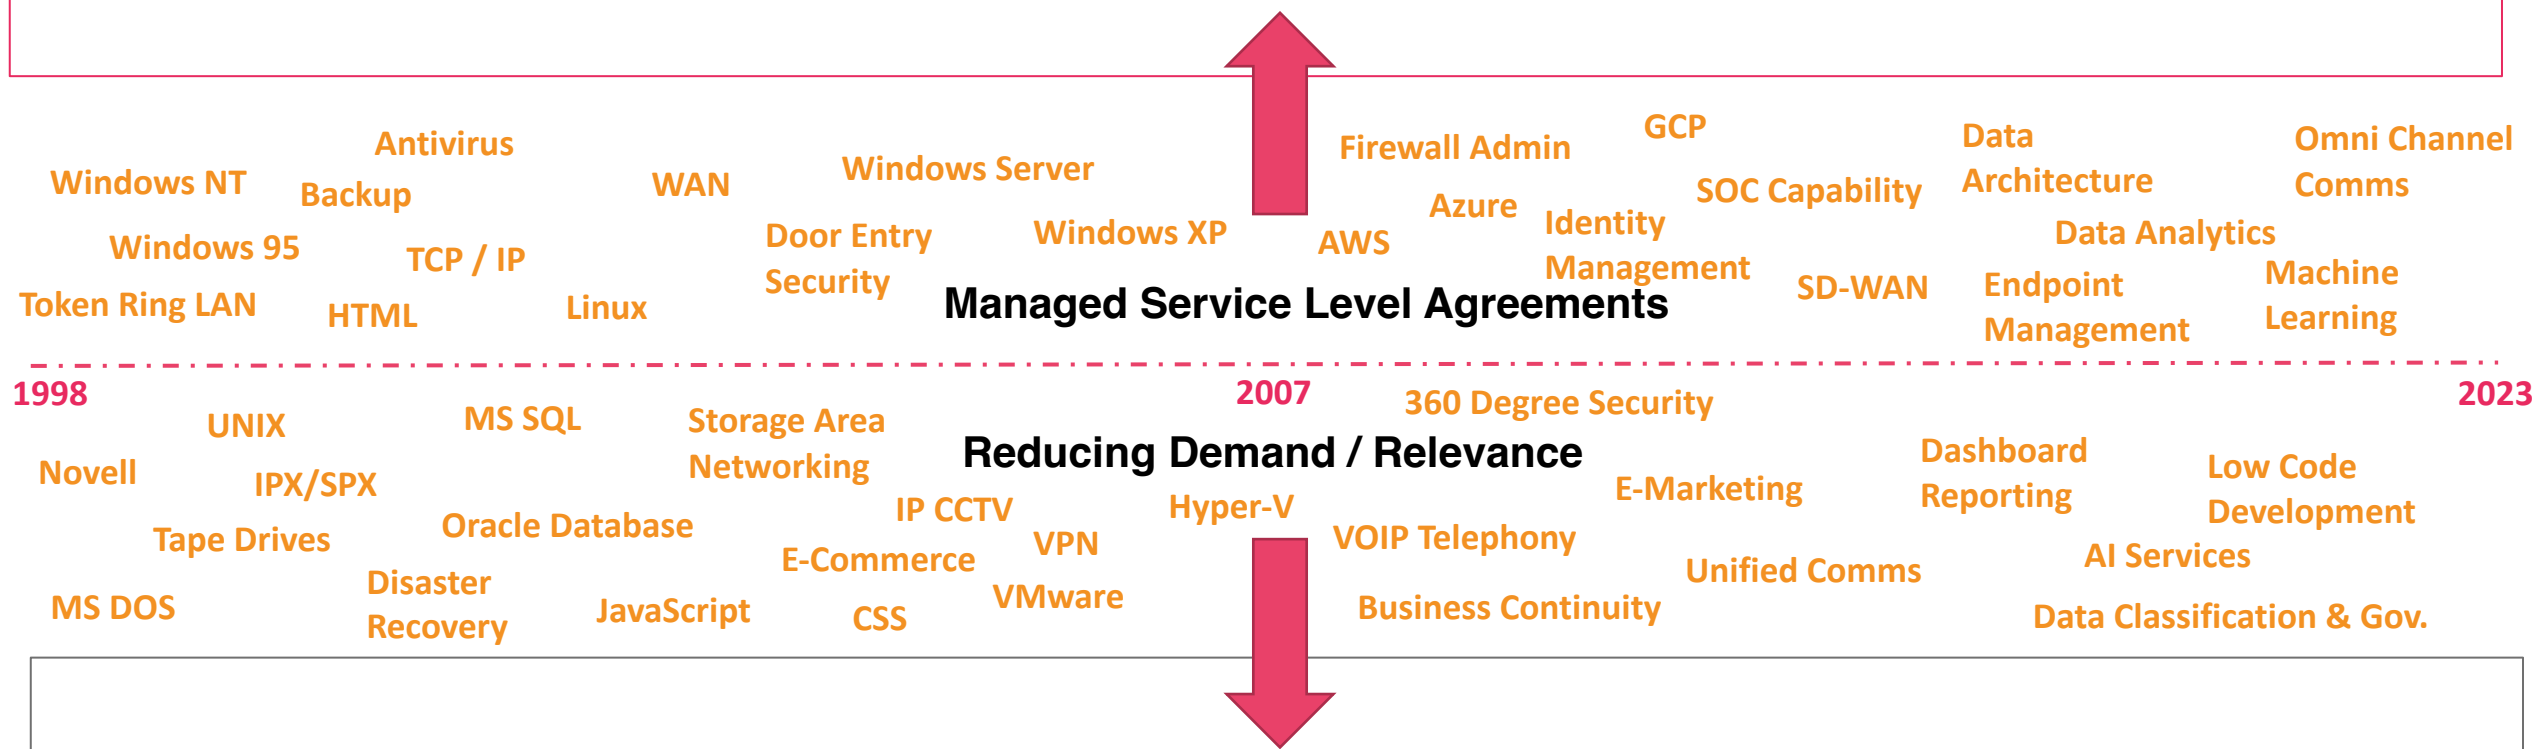 Antivirus
Windows NT
Backup
WAN
Windows Server
Firewall Admin
GCP
Data
Architecture
Omni Channel
Comms
Windows 95
TCP / IP
Door Entry
Security
Windows XP
AWS
Azure
Identity
Management
SOC Capability
Data Analytics
Token Ring LAN
HTML
Linux
Managed Service Level Agreements
SD-WAN
Endpoint
Management
Machine
Learning
1998
2007
2023
UNIX
MS SQL
Storage Area
Networking
360 Degree Security
Reducing Demand / Relevance
Novell
IPX/SPX
Dashboard
Reporting
Low Code
Development
E-Marketing
IP CCTV
Hyper-V
Tape Drives
Oracle Database
E-Commerce
VPN
VOIP Telephony
Unified Comms
AI Services
MS DOS
Disaster
Recovery
JavaScript
CSS
VMware
Business Continuity
Data Classification & Gov.